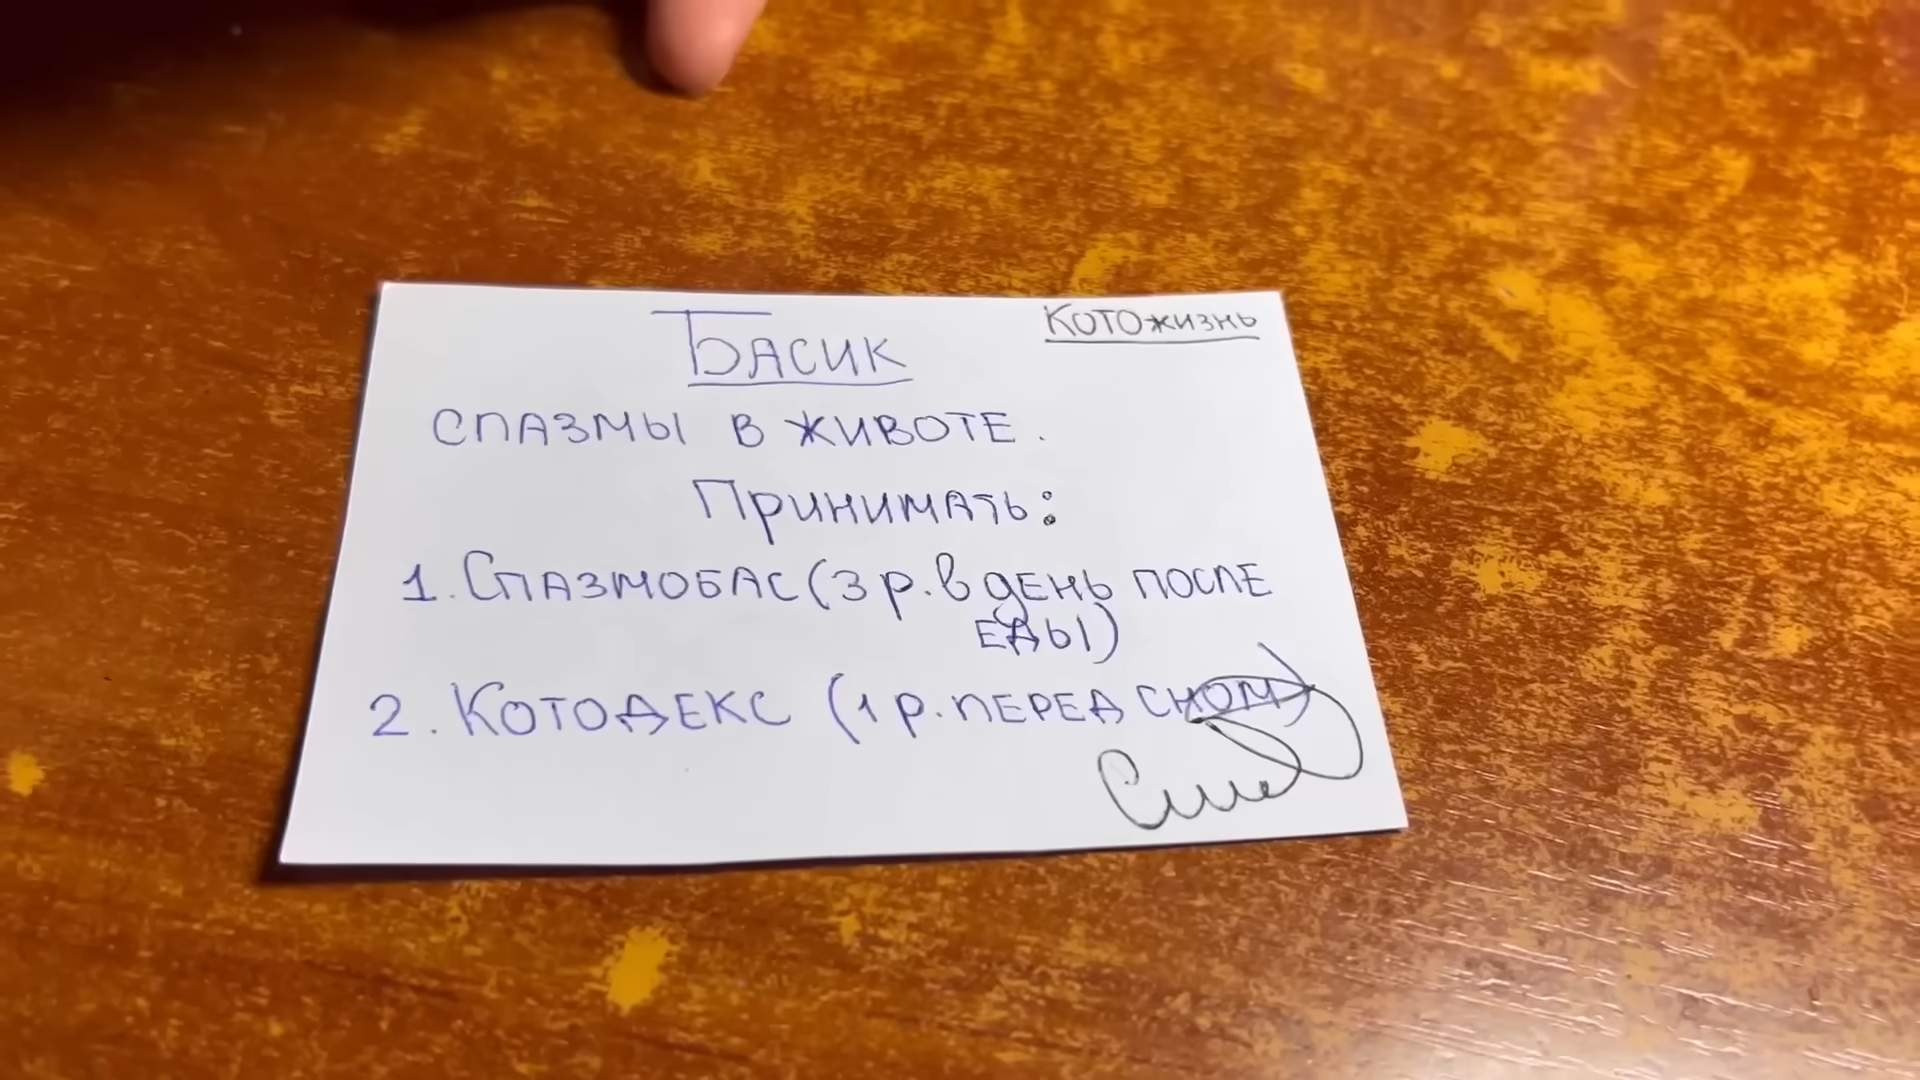 Котожизнь
Басик
спазмы в животе.
Принимать:
1. Спазмобас (3 р. в день после
еды)
2. Котодекс (1 р. перед сном)